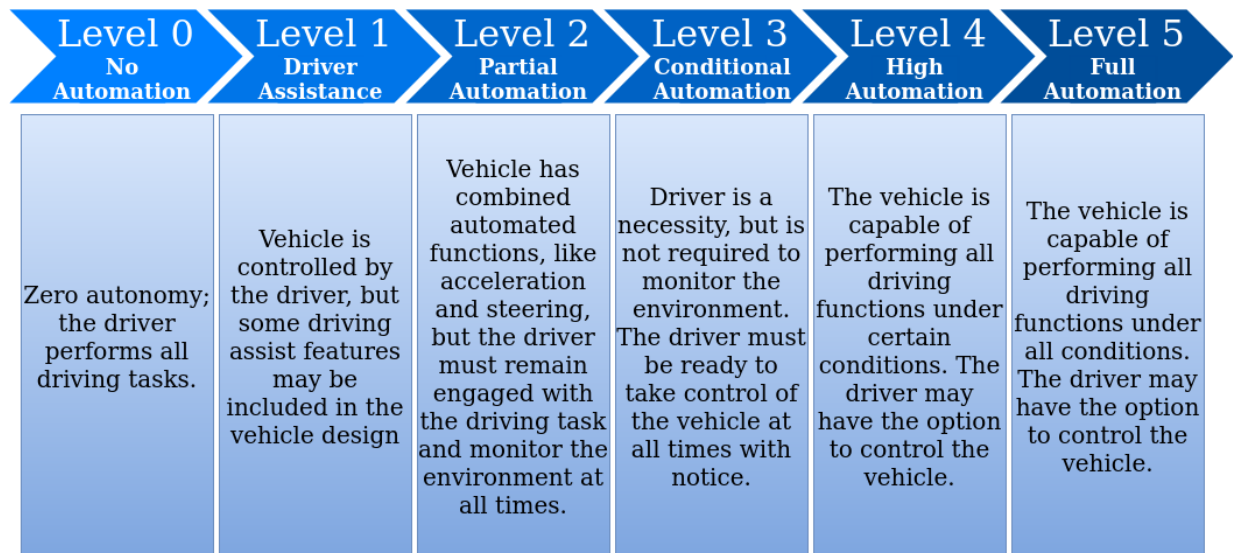 Level 0
No
Automation
Level 1
Driver
Assistance
Level 2
Partial
Automation
Level 3
Conditional
Automation
Level 4
High
Automation
Level 5
Full
Automation
Zero autonomy;
the driver
performs all
driving tasks.
Vehicle is
controlled by
the driver, but
some driving
assist features
may be
included in the
vehicle design
Vehicle has
combined
automated
functions, like
acceleration
and steering,
but the driver
must remain
engaged with
the driving task
and monitor the
environment at
all times.
Driver is a
necessity, but is
not required to
monitor the
environment.
The driver must
be ready to
take control of
the vehicle at
all times with
notice.
The vehicle is
capable of
performing all
driving
functions under
certain
conditions. The
driver may
have the option
to control the
vehicle.
The vehicle is
capable of
performing all
driving
functions under
all conditions.
The driver may
have the option
to control the
vehicle.